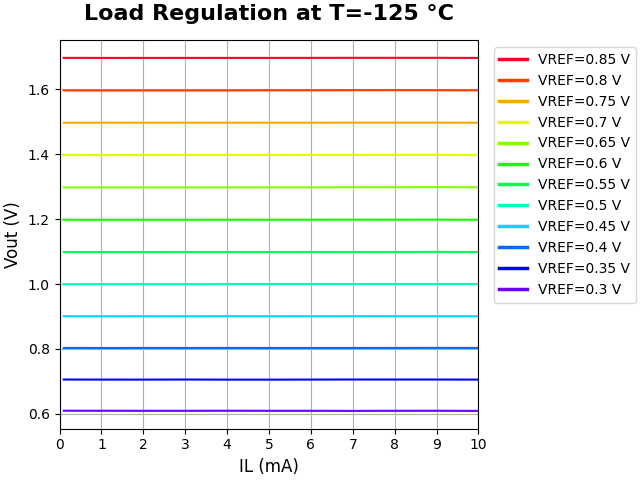 Load Regulation at T=-125 °C
Vout (V)
1.6
1.4
1.2
1.0
0.8
0.6
0 1 2 3 4 5 6 7 8 9 10
IL (mA)
VREF=0.85 V
VREF=0.8 V
VREF=0.75 V
VREF=0.7 V
VREF=0.65 V
VREF=0.6 V
VREF=0.55 V
VREF=0.5 V
VREF=0.45 V
VREF=0.4 V
VREF=0.35 V
VREF=0.3 V